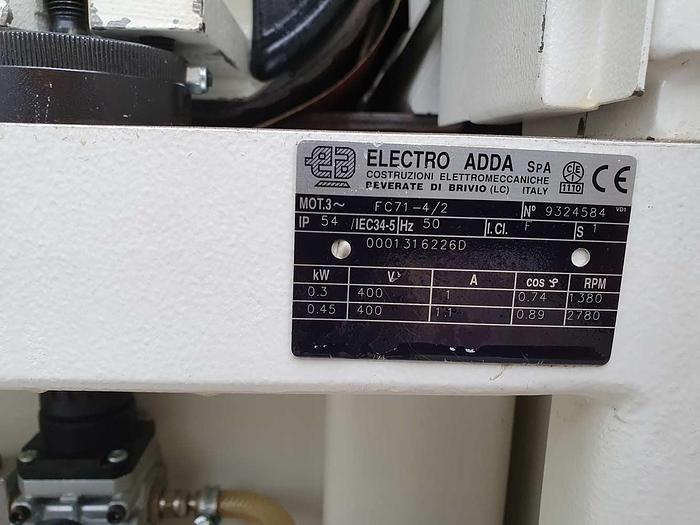 ELECTRO ADDA SpA
COSTRUZIONI ELETTROMECCANICHE
BEVERATE DI BRIVIO (LC) ITALY
CE
1110
CE
MOT.3~ FC71-4/2 N° 9324584 VD1
IP 54 /IEC34-5 Hz 50 I.Cl. F S 1
0001316226D
kW V A cos φ RPM
0.3 400 1 0.74 1380
0.45 400 1.1 0.89 2780